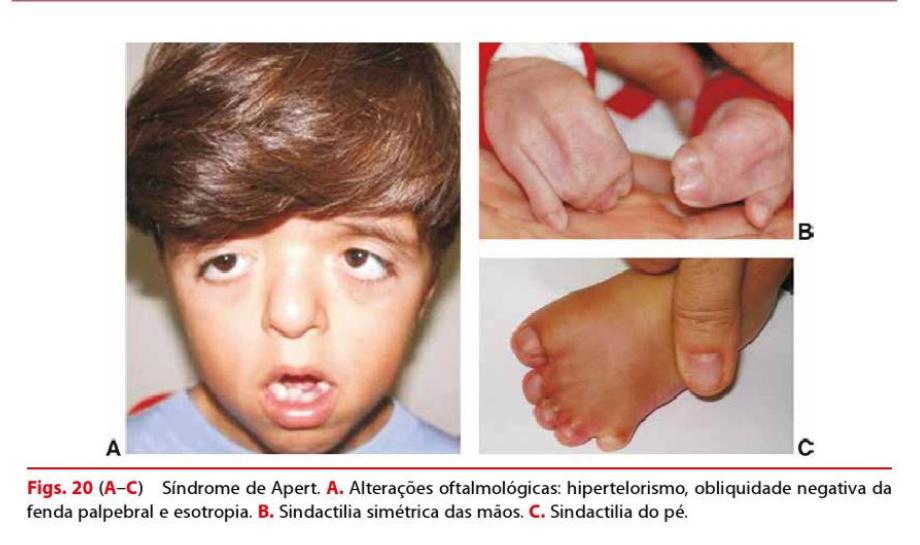 A
B
C
Figs. 20 (A–C) Síndrome de Apert. A. Alterações oftalmológicas: hipertelorismo, obliquidade negativa da
fenda palpebral e esotropia. B. Sindactilia simétrica das mãos. C. Sindactilia do pé.